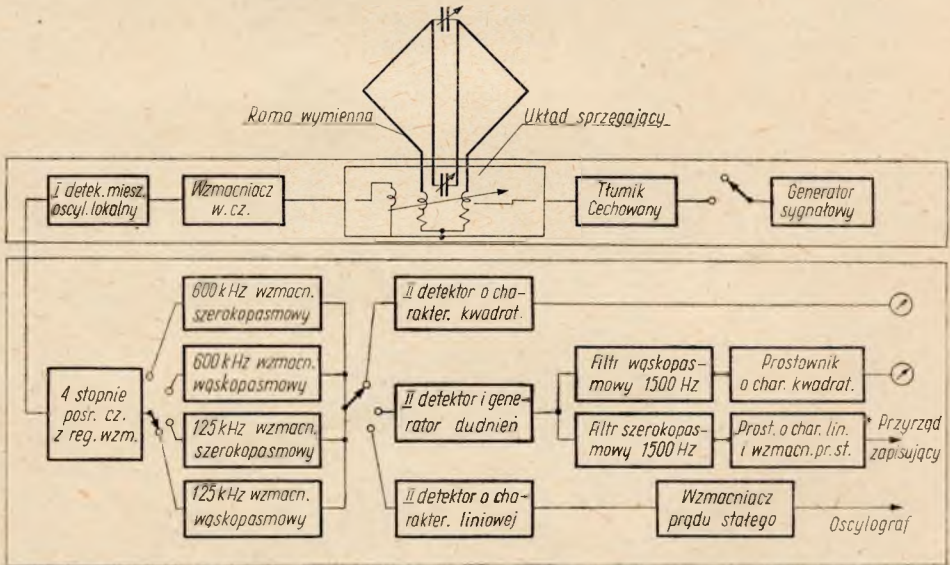 Rama wymienna
Układ sprzęgający
I detek. miesz.
oscyl. lokalny
Wzmacniacz
w. cz.
Tłumik
Cechowany
Generator
sygnałowy
600 kHz wzmacn.
szerokopasmowy
600 kHz wzmacn.
wąskopasmowy
125 kHz wzmacn.
szerokopasmowy
125 kHz wzmacn.
wąskopasmowy
4 stopnie
pośr. cz.
z reg. wzm.
II detektor o cha-
rakter. kwadrat.
II detektor i gene-
rator dudnień
II detektor o cha-
rakter. liniowej
Filtr wąskopas-
mowy 1500 Hz
Prostownik
o char. kwadrat.
Filtr szerokopas-
mowy 1500 Hz
Prost. o char. lin.
i wzmacn. pr. st.
Przyrząd
zapisujący
Wzmacniacz
prądu stałego
Oscylograf